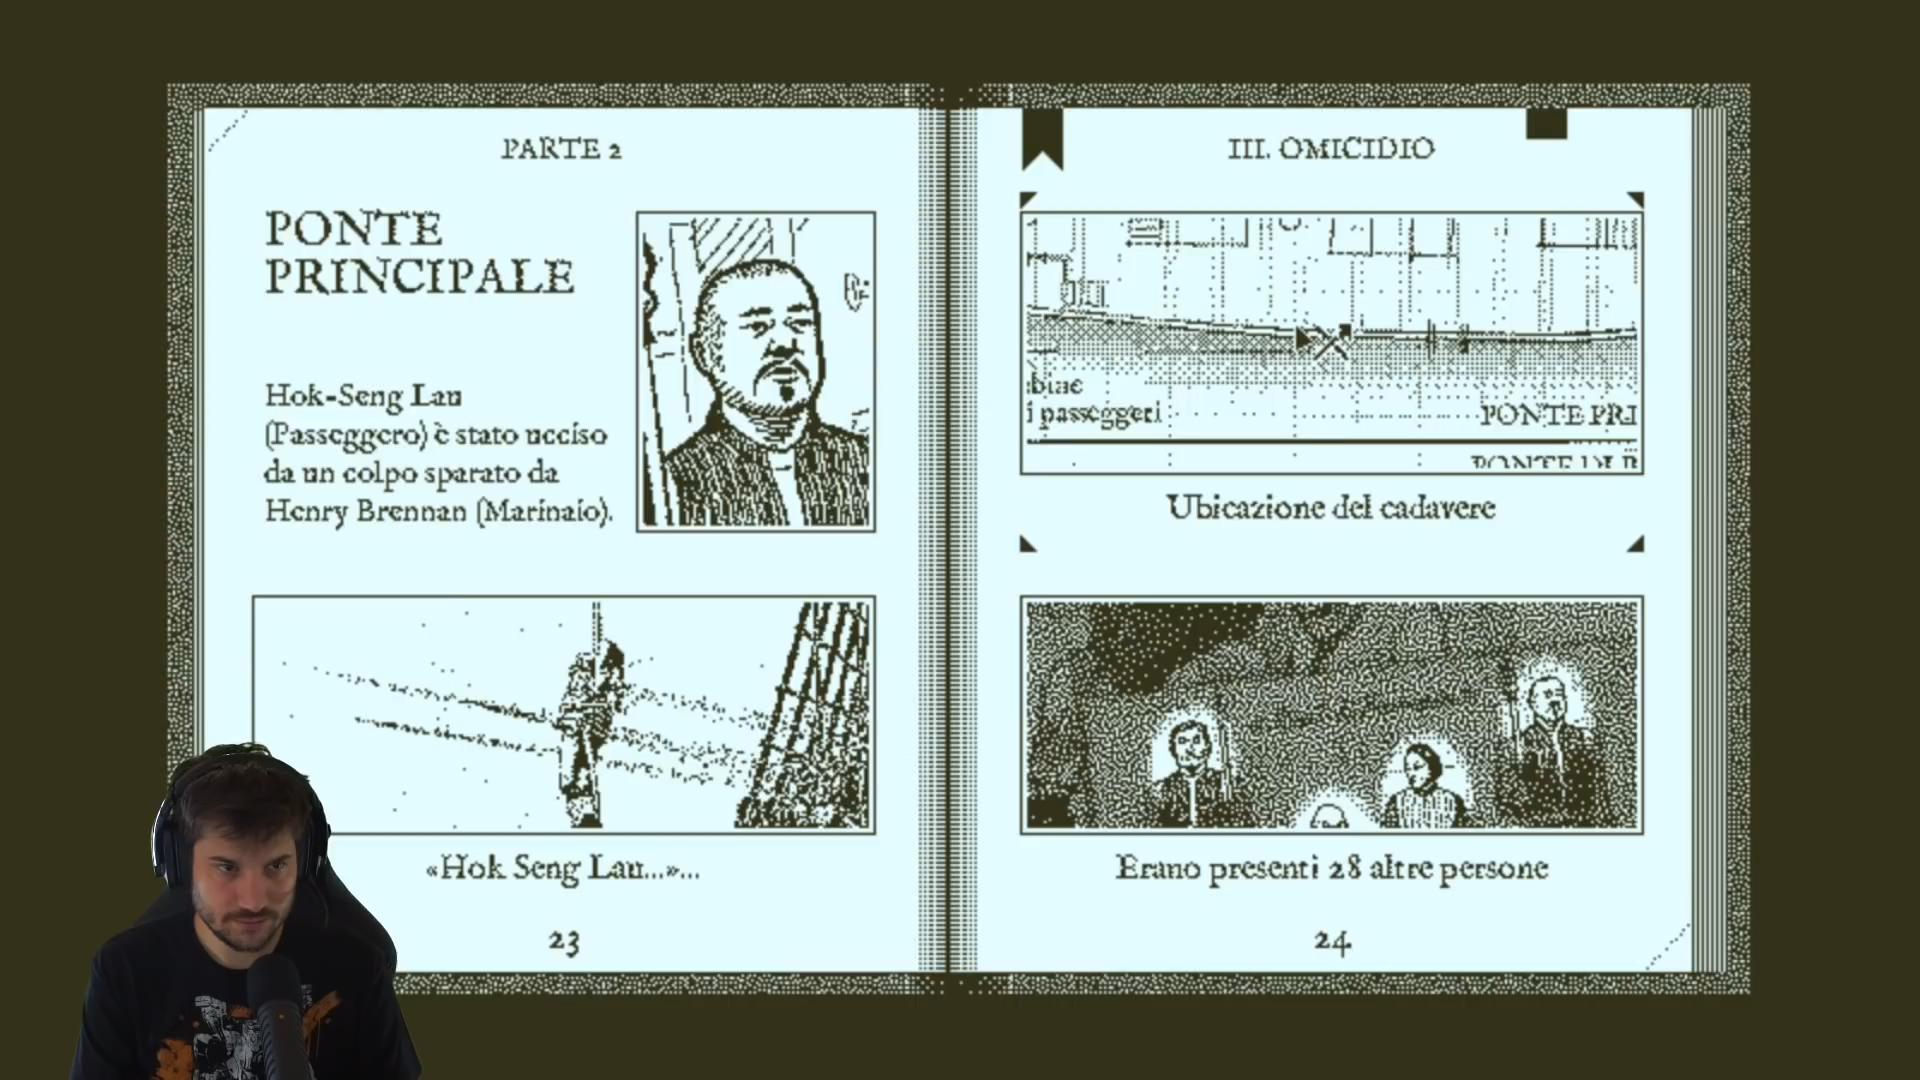 PARTE 2
PONTE
PRINCIPALE
Hok-Seng Lau
(Passeggero) è stato ucciso
da un colpo sparato da
Henry Brennan (Marinaio).
«Hok Seng Lau...»...
23
III. OMICIDIO
i passeggeri
PONTE PRI
Ubicazione del cadavere
Erano presenti 28 altre persone
24